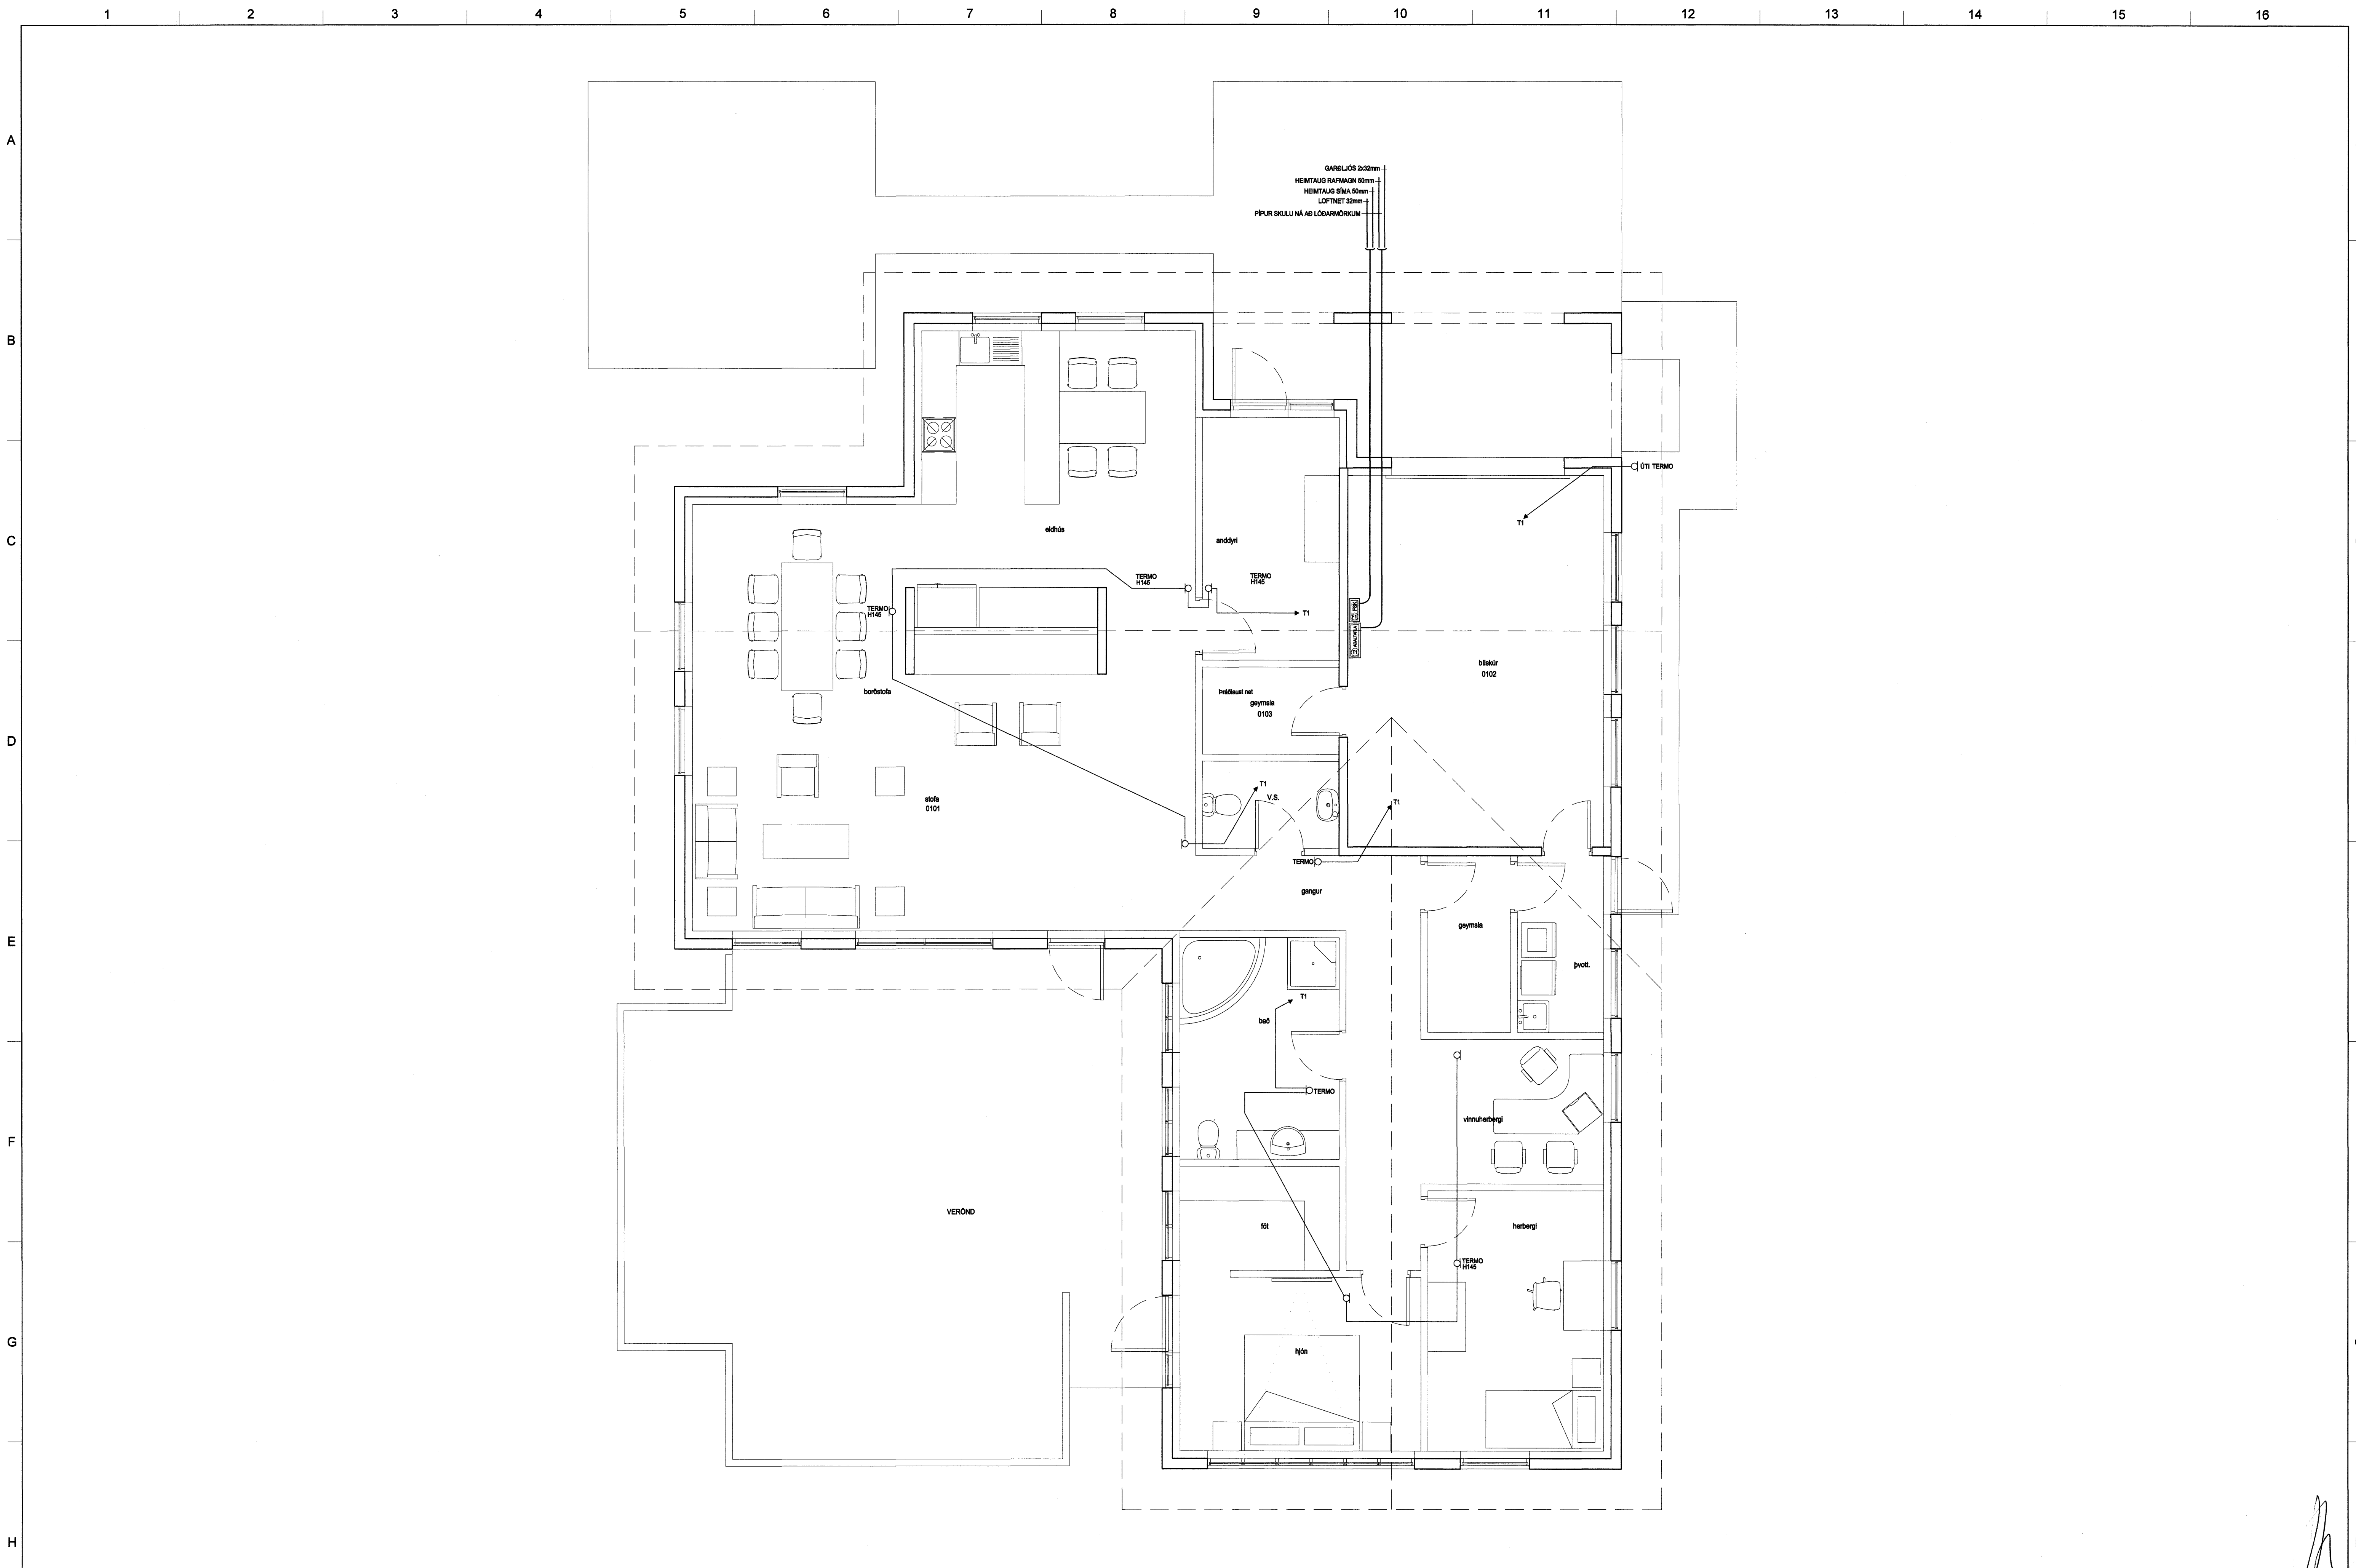 1 2 3 4 5 6 7 8 9 10 11 12 13 14 15 16
A
GARÐLJÓS 2x32mm
HEIMTAUG RAFMAGN 50mm
HEIMTAUG SÍMA 50mm
LOFTNET 32mm
PÍPUR SKULU NÁ AÐ LÓÐARMÖRKUM
B
ÚTI TERMO
T1
C
eldhús
anddyri
TERMO
H145
TERMO
H145
TERMO
H145
T1
bílskúr
0102
borðstofa
Þráðlaust net
geymsla
0103
D
T1
V.S.
T1
stofa
0101
TERMO
gangur
geymsla
E
þvott.
T1
bað
TERMO
vinnuherbergi
F
VERÖND
föt
herbergi
TERMO
H145
G
hjón
H